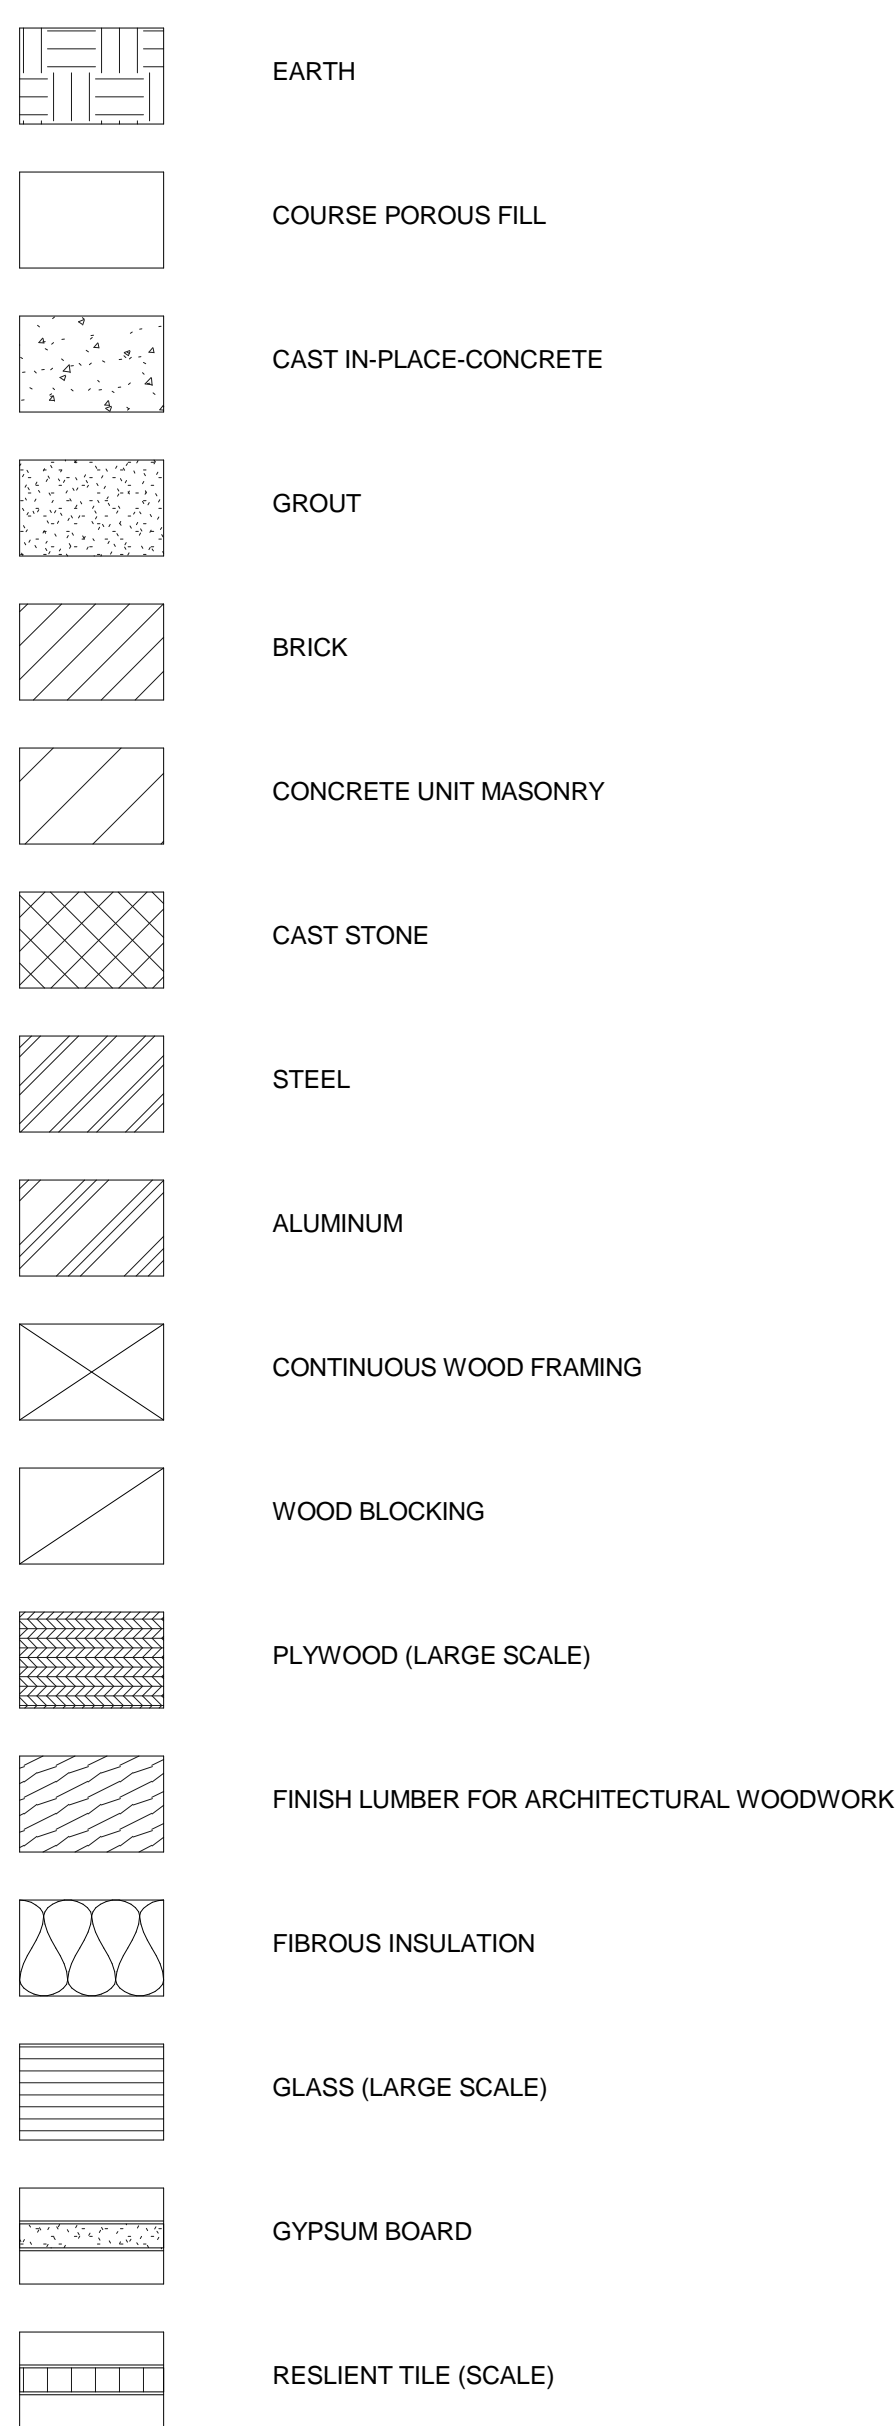 EARTH
COURSE POROUS FILL
CAST IN-PLACE-CONCRETE
GROUT
BRICK
CONCRETE UNIT MASONRY
CAST STONE
STEEL
ALUMINUM
CONTINUOUS WOOD FRAMING
WOOD BLOCKING
PLYWOOD (LARGE SCALE)
FINISH LUMBER FOR ARCHITECTURAL WOODWORK
FIBROUS INSULATION
GLASS (LARGE SCALE)
GYPSUM BOARD
RESLIENT TILE (SCALE)